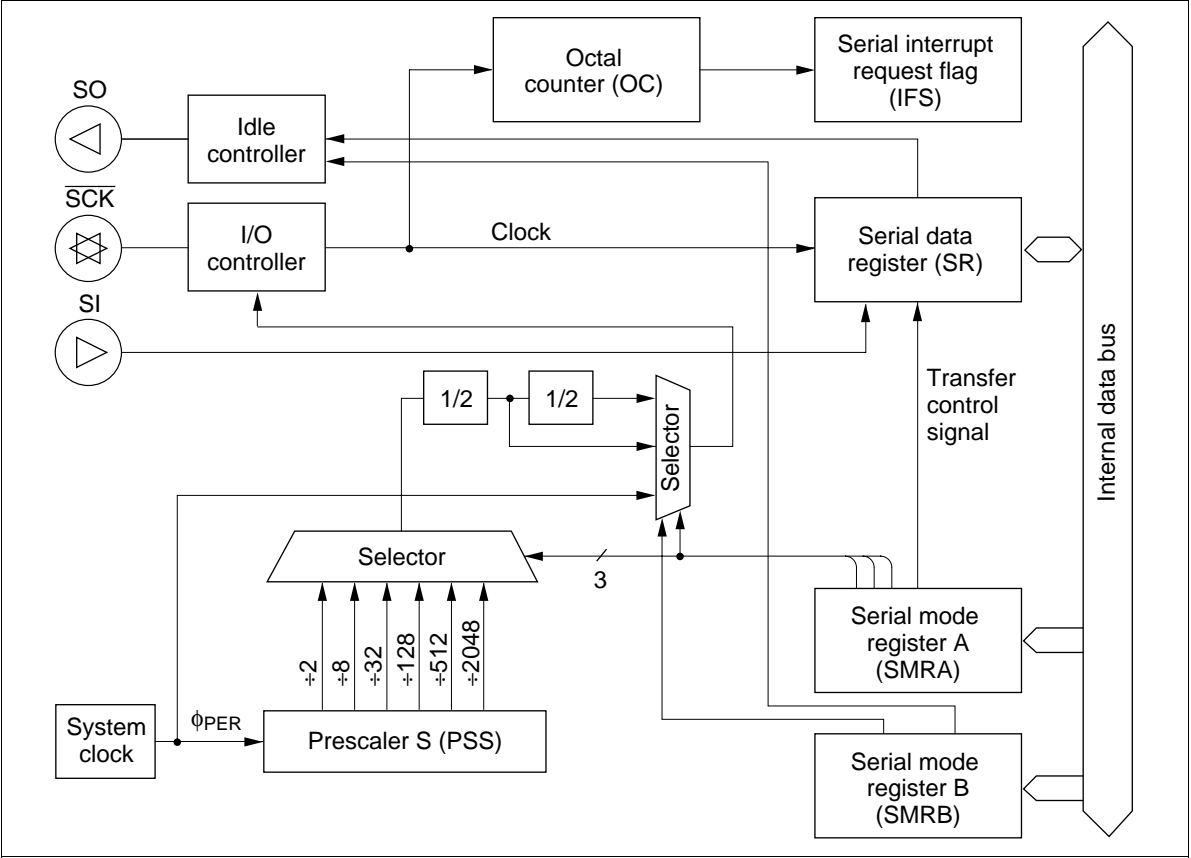 Octal
counter (OC)
Serial interrupt
request flag
(IFS)
SO
Idle
controller
SCK
I/O
controller
Clock
Serial data
register (SR)
SI
Transfer
control
signal
Internal data bus
1/2
1/2
Selector
Selector
3
÷2
÷8
÷32
÷128
÷512
÷2048
Serial mode
register A
(SMRA)
System
clock
ϕPER
Prescaler S (PSS)
Serial mode
register B
(SMRB)